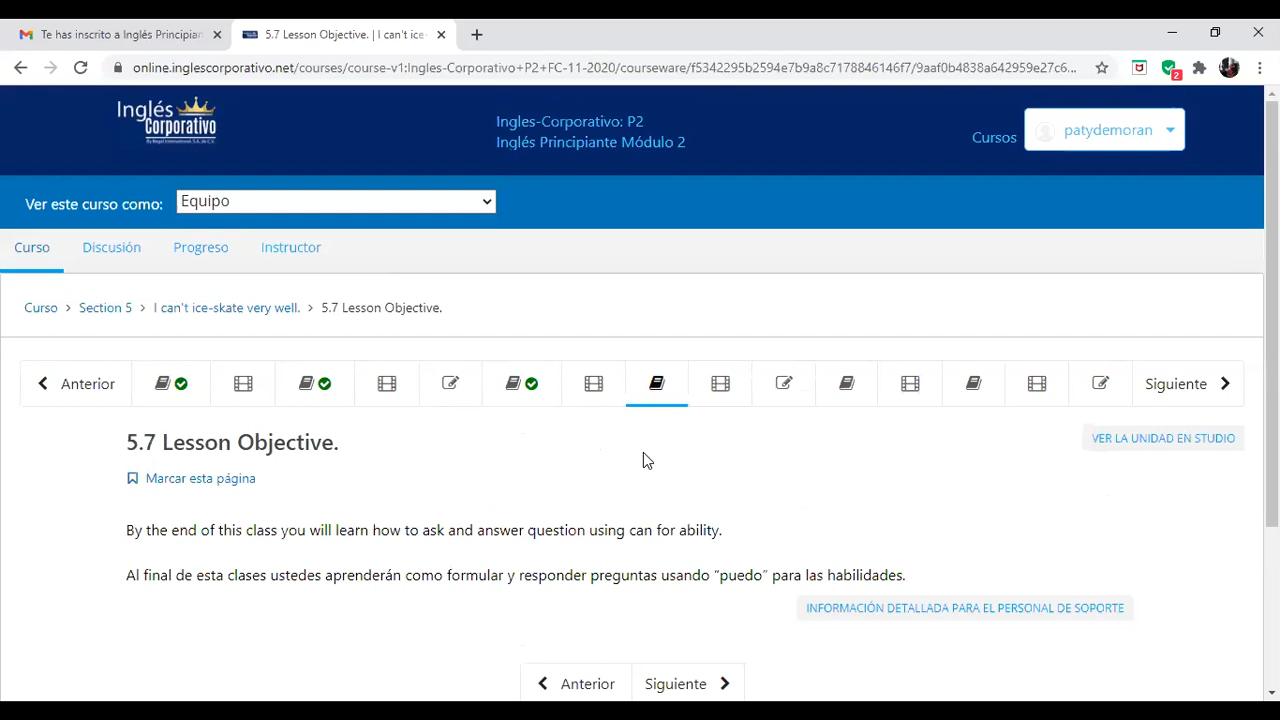 Te has inscrito a Inglés Principian
5.7 Lesson Objective. | I can't ice-
online.inglescorporativo.net/courses/course-v1:Ingles-Corporativo+P2+FC-11-2020/courseware/f5342295b2594e7b9a8c7178846146f7/9aaf0b4838a642959e27c6...
2
Inglés
Corporativo
Ingles-Corporativo: P2
Inglés Principiante Módulo 2
Cursos
patydemoran
Ver este curso como:
Equipo
Curso
Discusión
Progreso
Instructor
Curso > Section 5 > I can't ice-skate very well. > 5.7 Lesson Objective.
Anterior
Siguiente
5.7 Lesson Objective.
VER LA UNIDAD EN STUDIO
Marcar esta página
By the end of this class you will learn how to ask and answer question using can for ability.
Al final de esta clases ustedes aprenderán como formular y responder preguntas usando "puedo" para las habilidades.
INFORMACIÓN DETALLADA PARA EL PERSONAL DE SOPORTE
Anterior
Siguiente